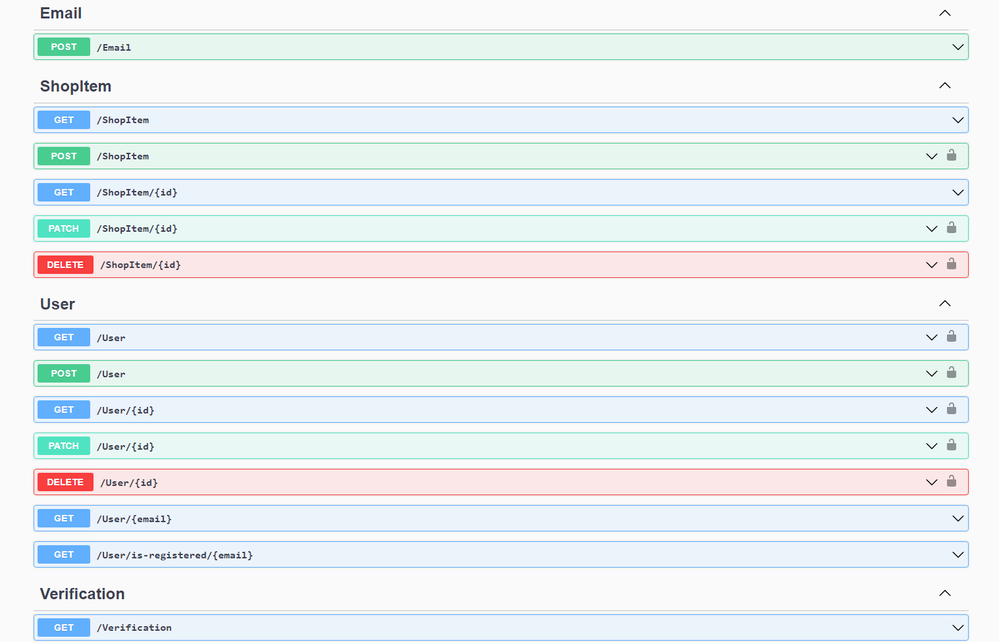 Email
POST /Email
ShopItem
GET /ShopItem
POST /ShopItem
GET /ShopItem/{id}
PATCH /ShopItem/{id}
DELETE /ShopItem/{id}
User
GET /User
POST /User
GET /User/{id}
PATCH /User/{id}
DELETE /User/{id}
GET /User/{email}
GET /User/is-registered/{email}
Verification
GET /Verification